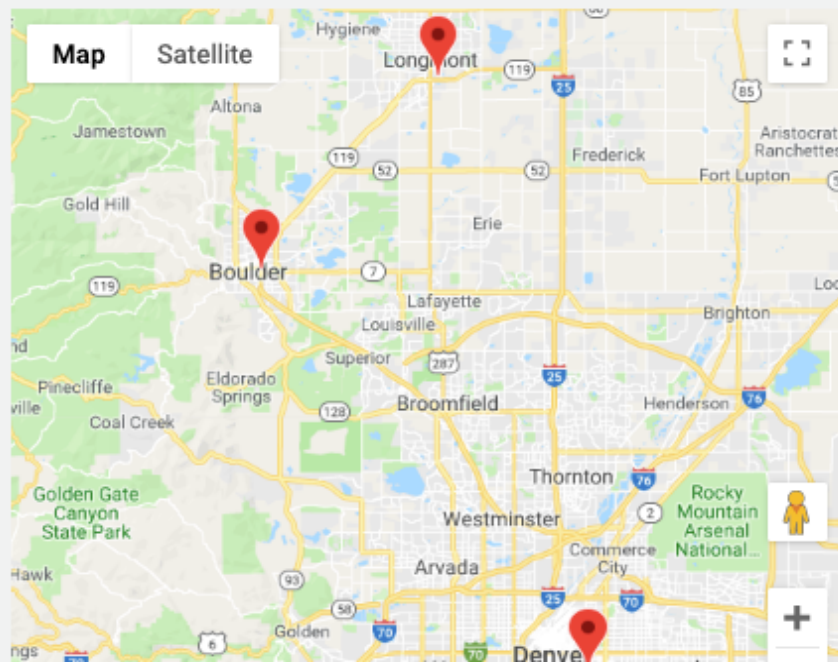 Hygiene
Map
Satellite
Longmont
119
25
85
Altona
Jamestown
Aristocrat
Ranchettes
119
52
52
Frederick
Fort Lupton
Gold Hill
Erie
Boulder
7
119
Lafayette
Brighton
Louisville
Superior
287
25
Pinecliffe
Eldorado
Springs
76
128
Broomfield
Henderson
Coal Creek
Thornton
76
Golden Gate
Canyon
State Park
Rocky
Mountain
Arsenal
National...
2
Westminster
Commerce
City
Arvada
93
25
70
58
Golden
70
6
70
Denve